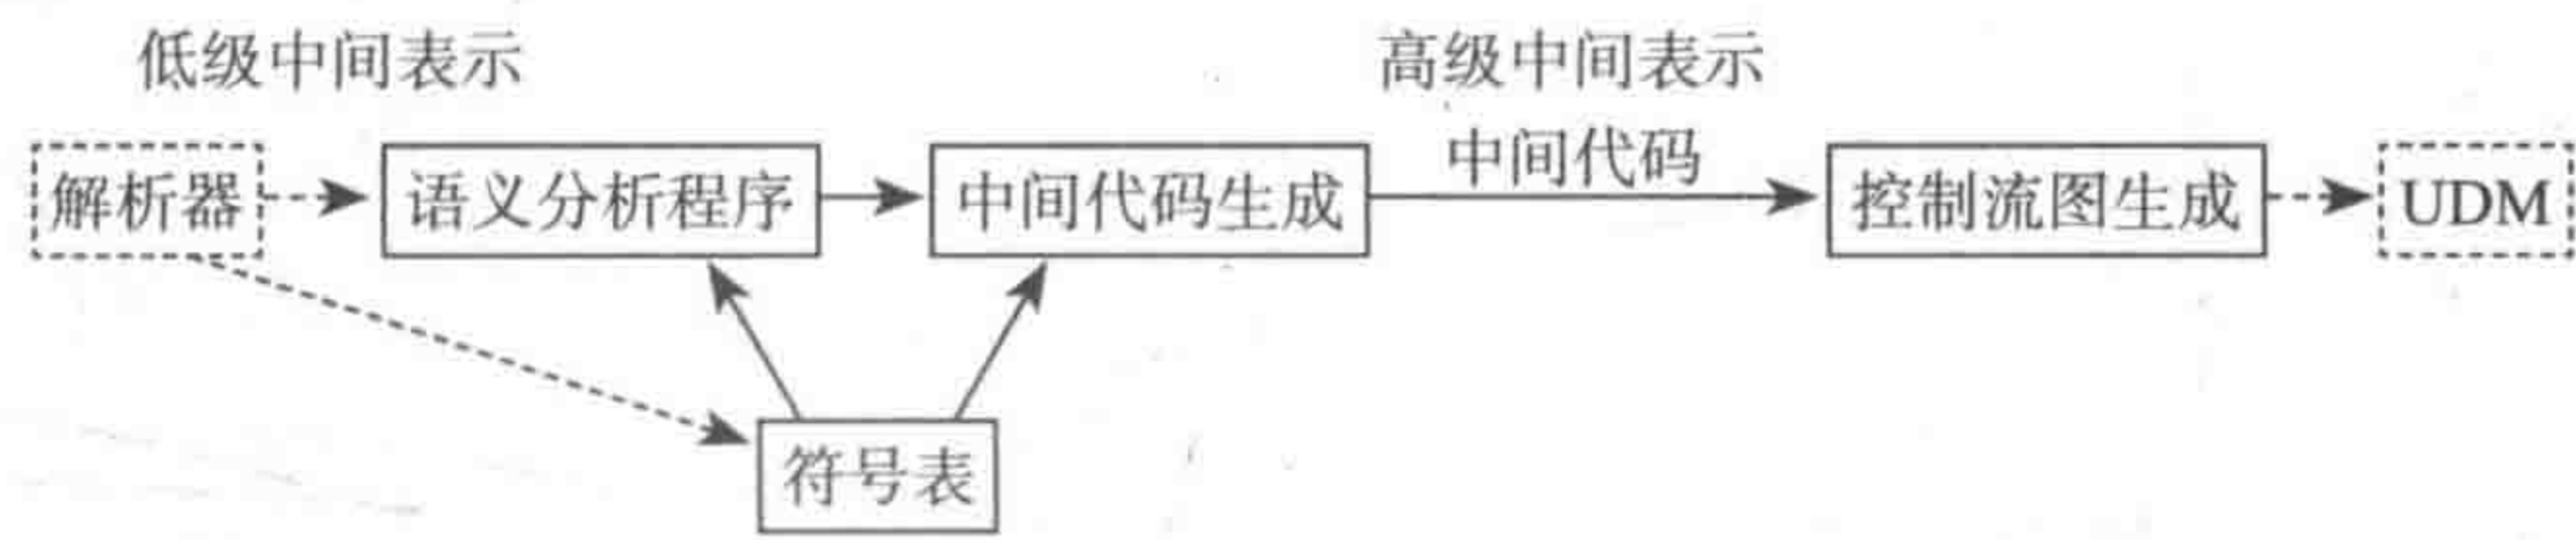 低级中间表示
高级中间表示
中间代码
解析器
语义分析程序
中间代码生成
控制流图生成
UDM
符号表